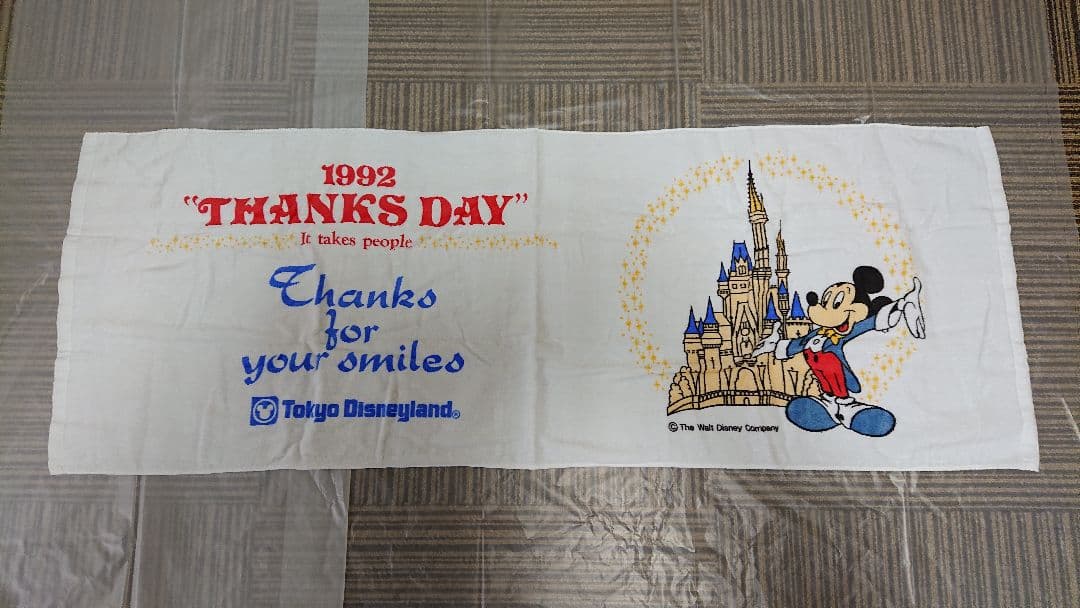 1992
“THANKS DAY”
It takes people
Thanks
for
your smiles
Tokyo Disneyland®
© The Walt Disney Company